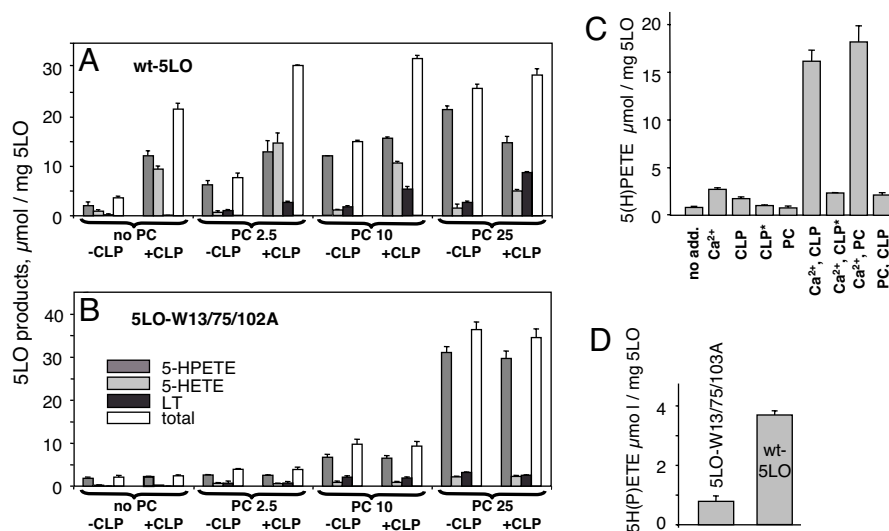 5LO products, µmol / mg 5LO
A
wt-5LO
30
20
10
0
no PC
PC 2.5
PC 10
PC 25
-CLP +CLP -CLP +CLP -CLP +CLP -CLP +CLP
B
5LO-W13/75/102A
40
30
20
10
0
5-HPETE
5-HETE
LT
total
no PC
PC 2.5
PC 10
PC 25
-CLP +CLP -CLP +CLP -CLP +CLP -CLP +CLP
C
5(H)PETE µmol / mg 5LO
20
15
10
5
0
no add.
Ca²⁺
CLP
CLP*
PC
Ca²⁺, CLP
Ca²⁺, CLP*
Ca²⁺, PC
PC, CLP
D
5H(P)ETE µmo l / mg 5LO
4
2
0
5LO-W13/75/103A
wt-
5LO